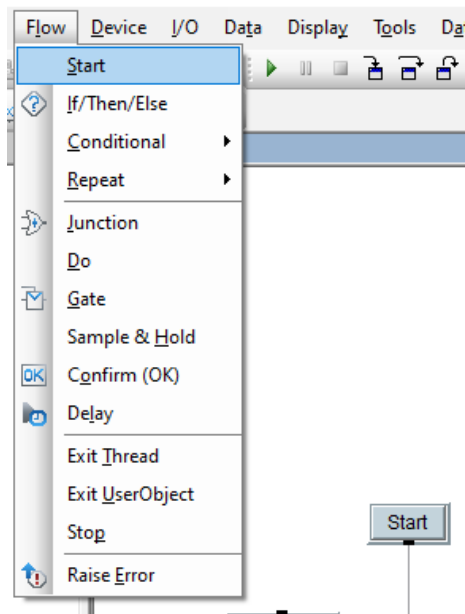 Flow Device I/O Data Display Tools
Start
If/Then/Else
Conditional
Repeat
Junction
Do
Gate
Sample & Hold
OK Confirm (OK)
Delay
Exit Thread
Exit UserObject
Stop
Raise Error
Start